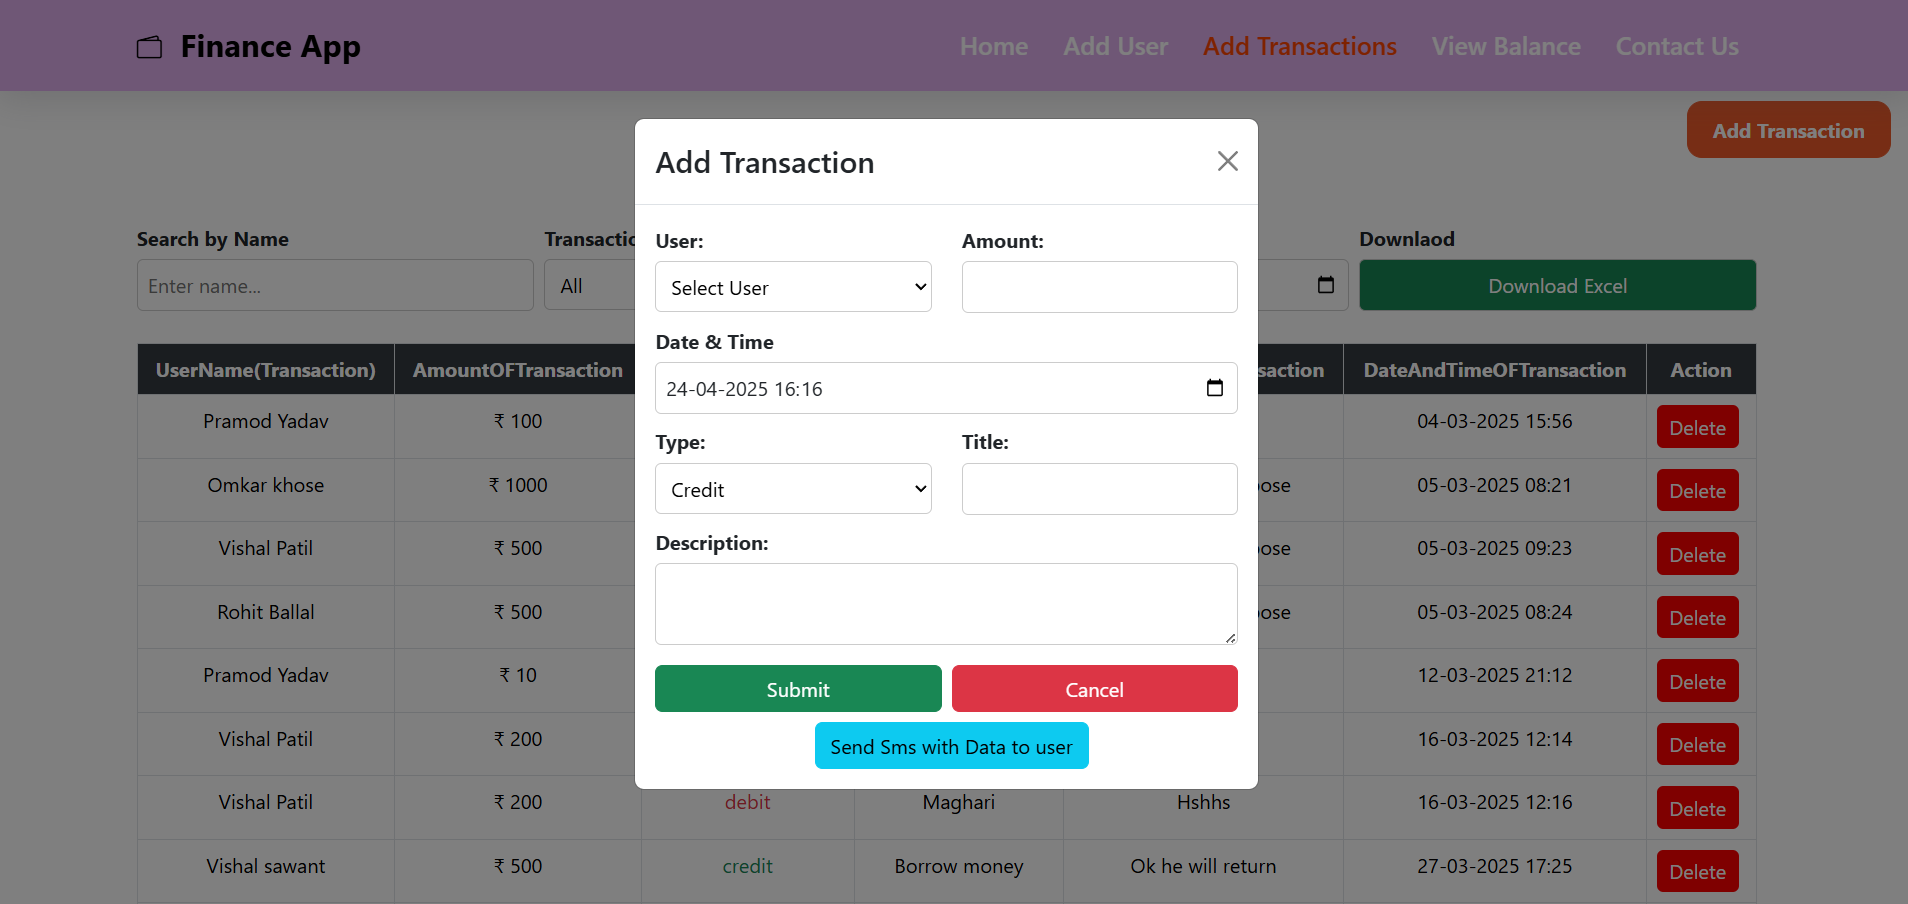 Finance App
Home Add User Add Transactions View Balance Contact Us
Add Transaction
Add Transaction
Search by Name
Enter name...
All
Downlaod
Download Excel
User: Amount:
Select User
Date & Time
24-04-2025 16:16
Type: Title:
Credit
Description:
Submit Cancel
Send Sms with Data to user
UserName(Transaction) AmountOFTransaction DateAndTimeOFTransaction Action
Pramod Yadav ₹ 100 04-03-2025 15:56 Delete
Omkar khose ₹ 1000 05-03-2025 08:21 Delete
Vishal Patil ₹ 500 05-03-2025 09:23 Delete
Rohit Ballal ₹ 500 05-03-2025 08:24 Delete
Pramod Yadav ₹ 10 12-03-2025 21:12 Delete
Vishal Patil ₹ 200 16-03-2025 12:14 Delete
Vishal Patil ₹ 200 debit Maghari Hshhs 16-03-2025 12:16 Delete
Vishal sawant ₹ 500 credit Borrow money Ok he will return 27-03-2025 17:25 Delete